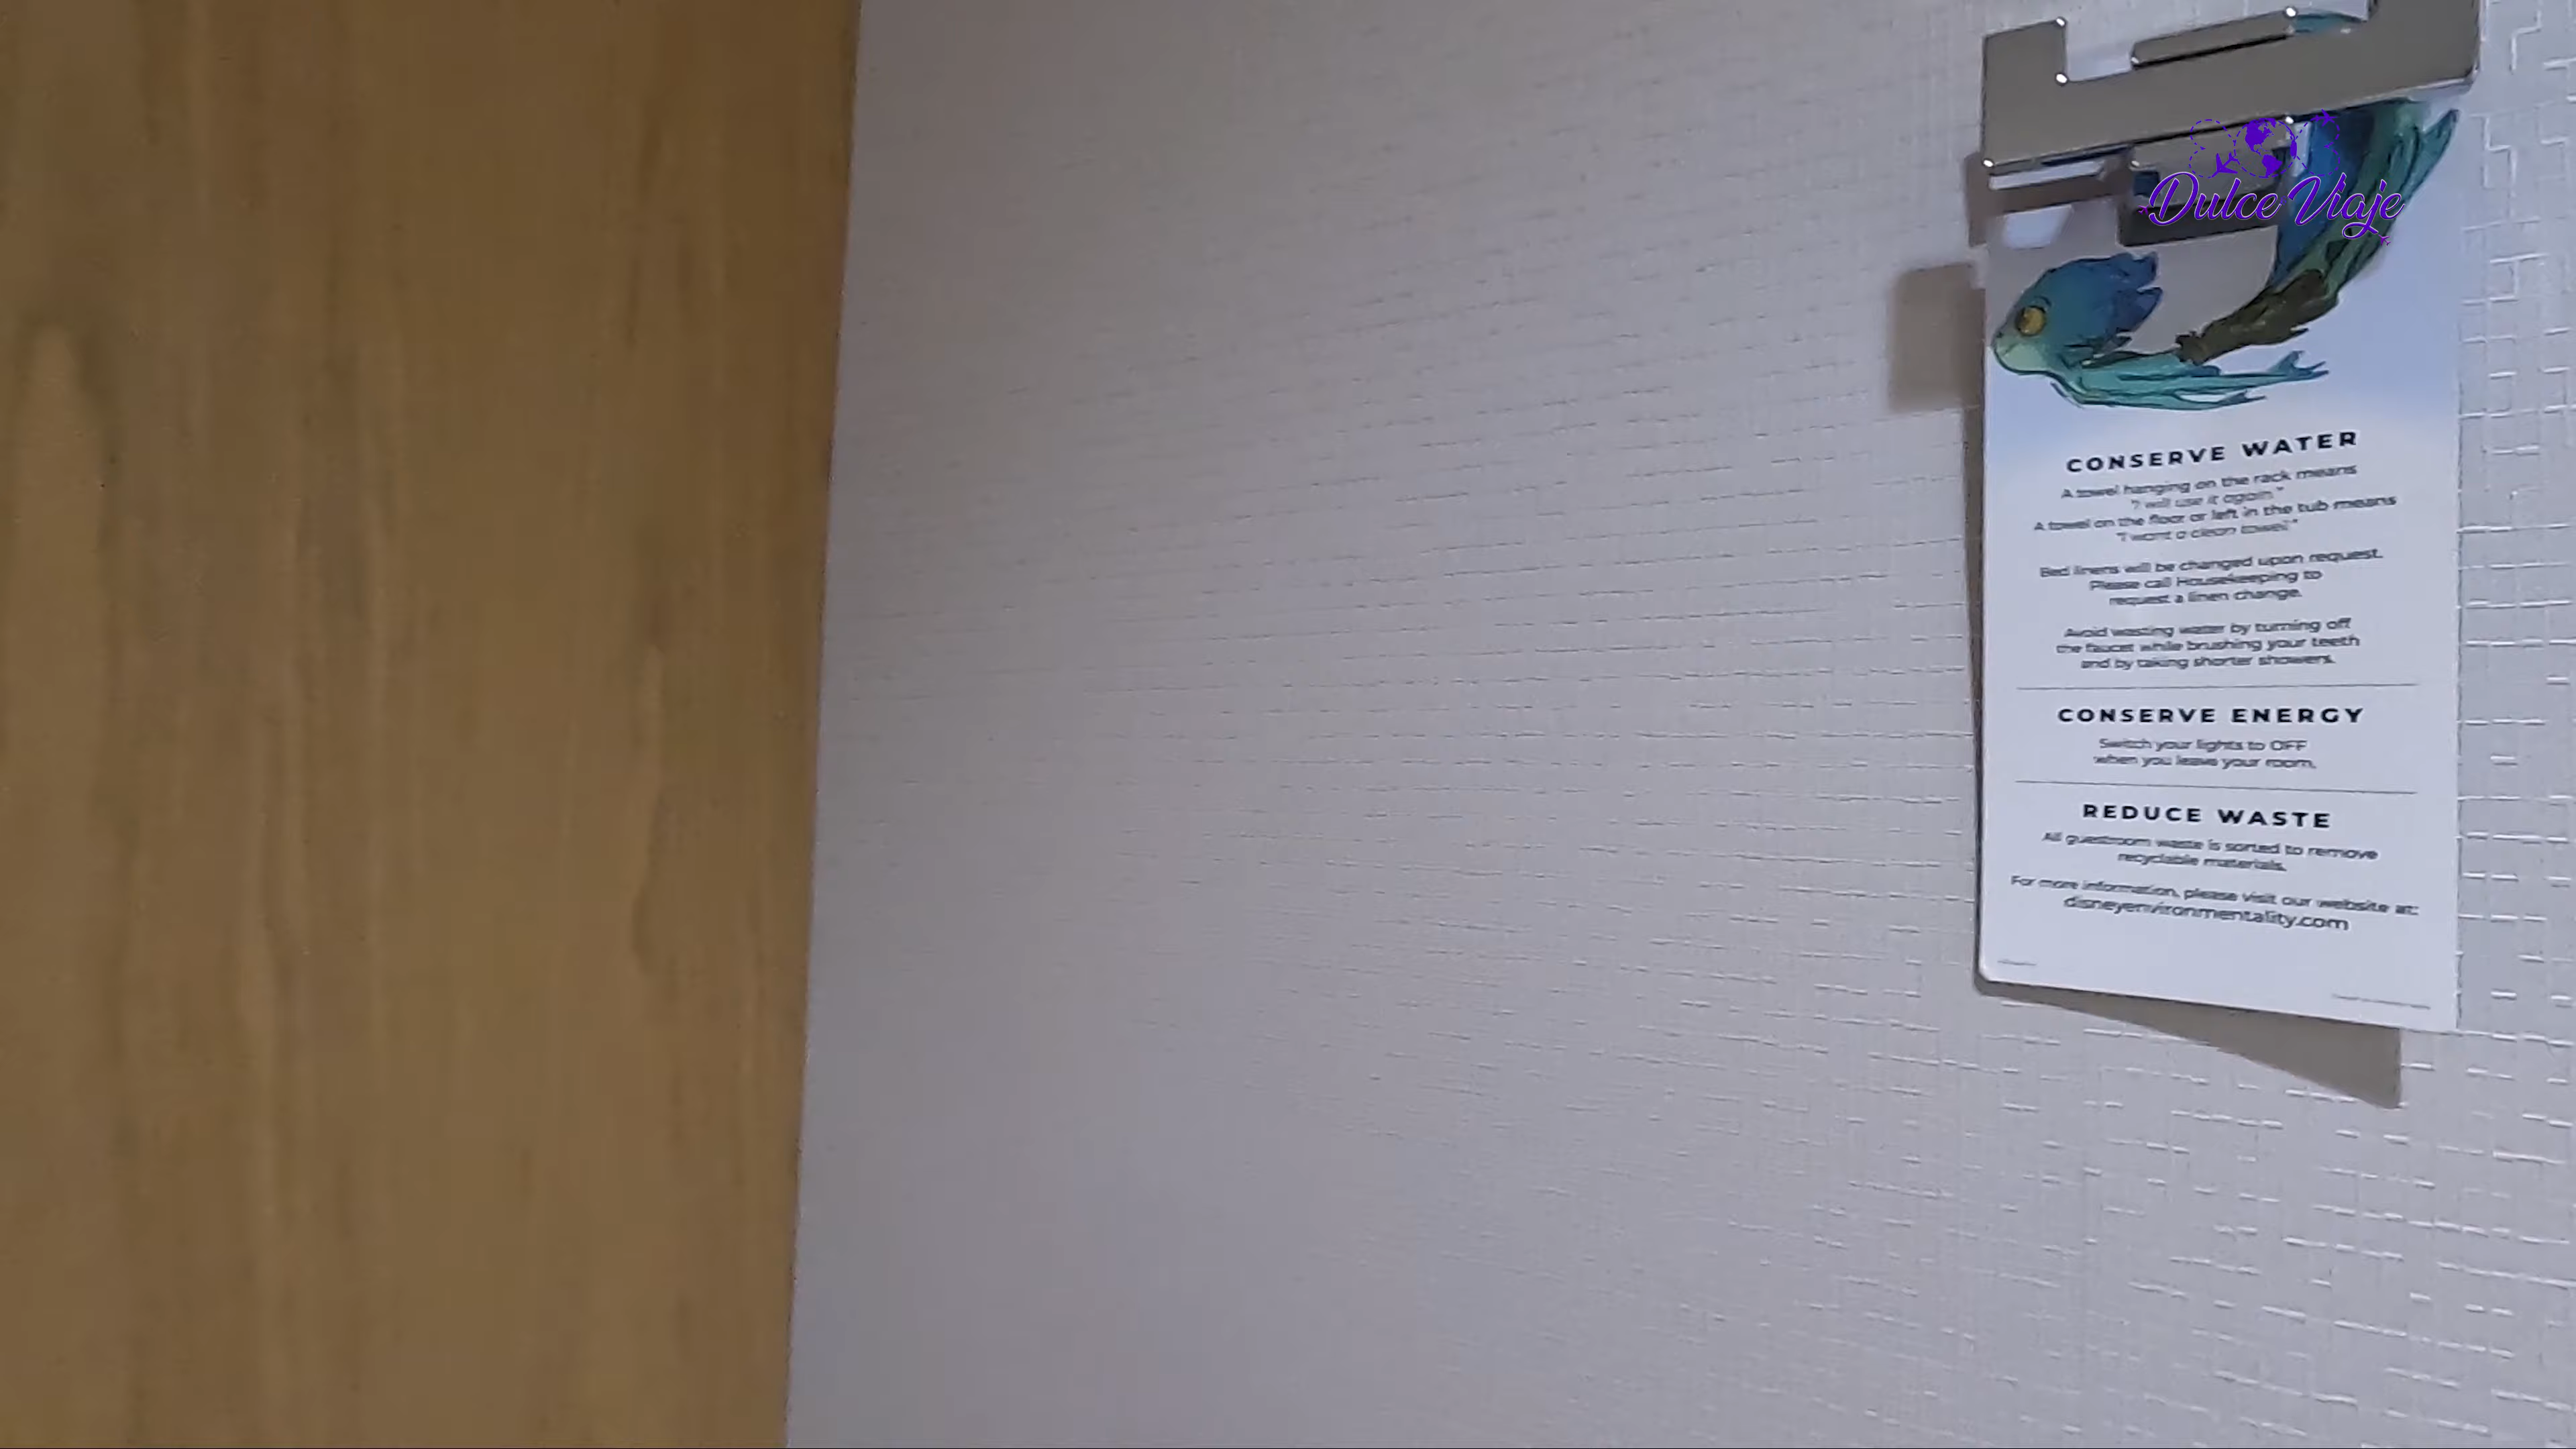 Dulce Viaje
CONSERVE WATER
A towel hanging on the rack means
"I will use it again"
A towel on the floor or left in the tub means
"I want a clean towel"
Bed linens will be changed upon request.
Please call Housekeeping to
request a linen change.
Avoid wasting water by turning off
the faucet while brushing your teeth
and by taking shorter showers.
CONSERVE ENERGY
Switch your lights to OFF
when you leave your room.
REDUCE WASTE
All guestroom waste is sorted to remove
recyclable materials.
For more information, please visit our website at:
disneyenvironmentality.com